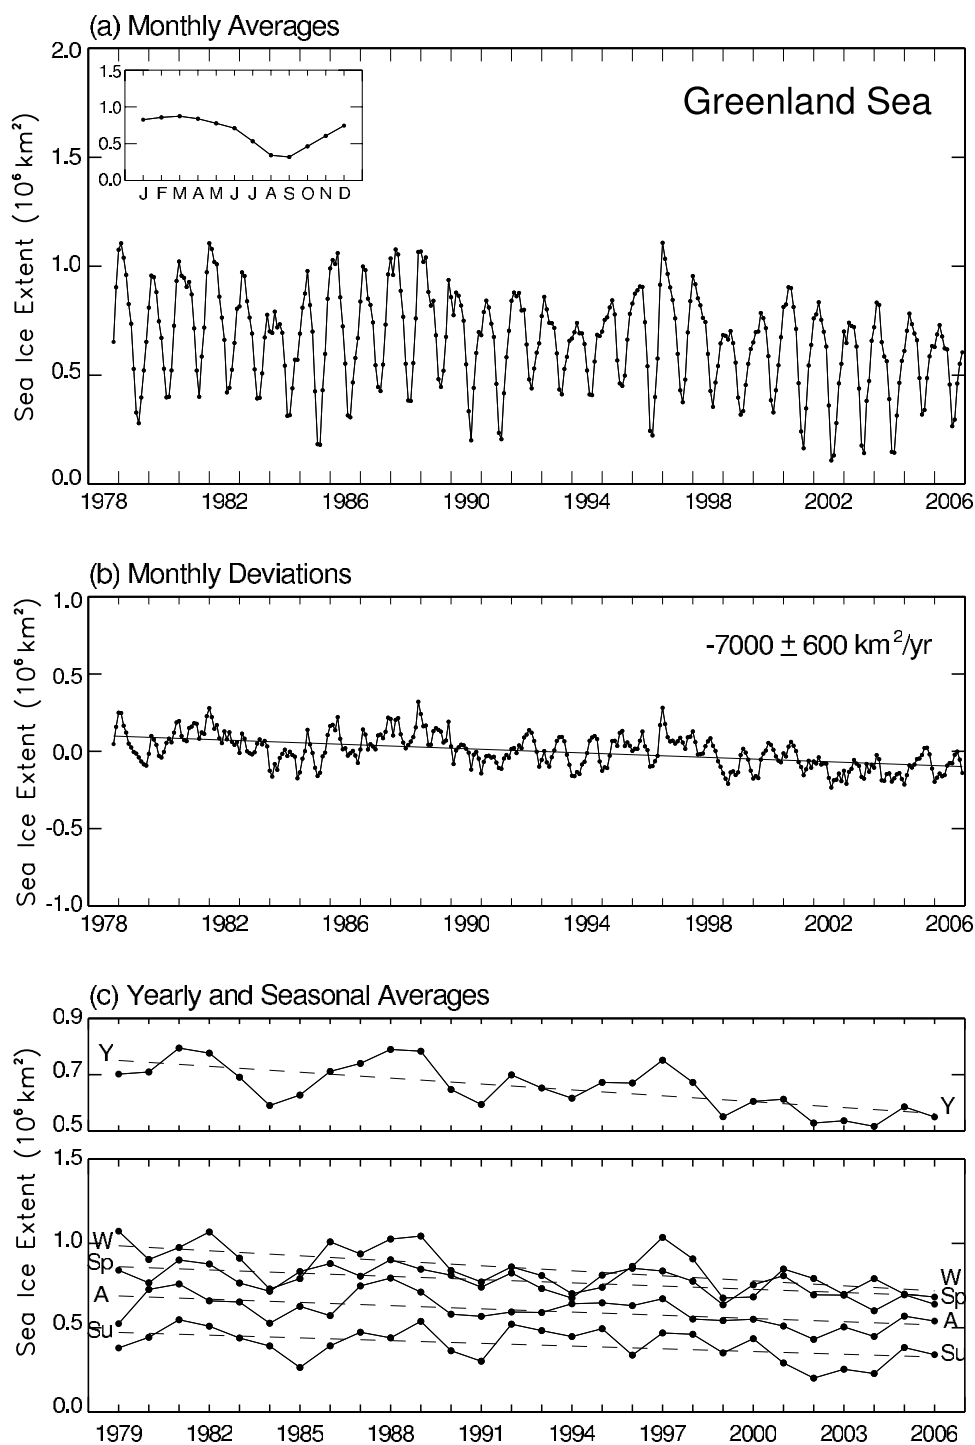 (a) Monthly Averages
Greenland Sea
Sea Ice Extent (10⁶ km²)
2.0
1.5
1.0
0.5
0.0
1.5
1.0
0.5
0.0
J F M A M J J A S O N D
1978 1982 1986 1990 1994 1998 2002 2006
(b) Monthly Deviations
-7000 ± 600 km²/yr
Sea Ice Extent (10⁶ km²)
1.0
0.5
0.0
-0.5
-1.0
1978 1982 1986 1990 1994 1998 2002 2006
(c) Yearly and Seasonal Averages
Sea Ice Extent (10⁶ km²)
0.9
0.7
0.5
Y
Y
1.5
1.0
0.5
0.0
W
Sp
A
Su
W
Sp
A
Su
1979 1982 1985 1988 1991 1994 1997 2000 2003 2006